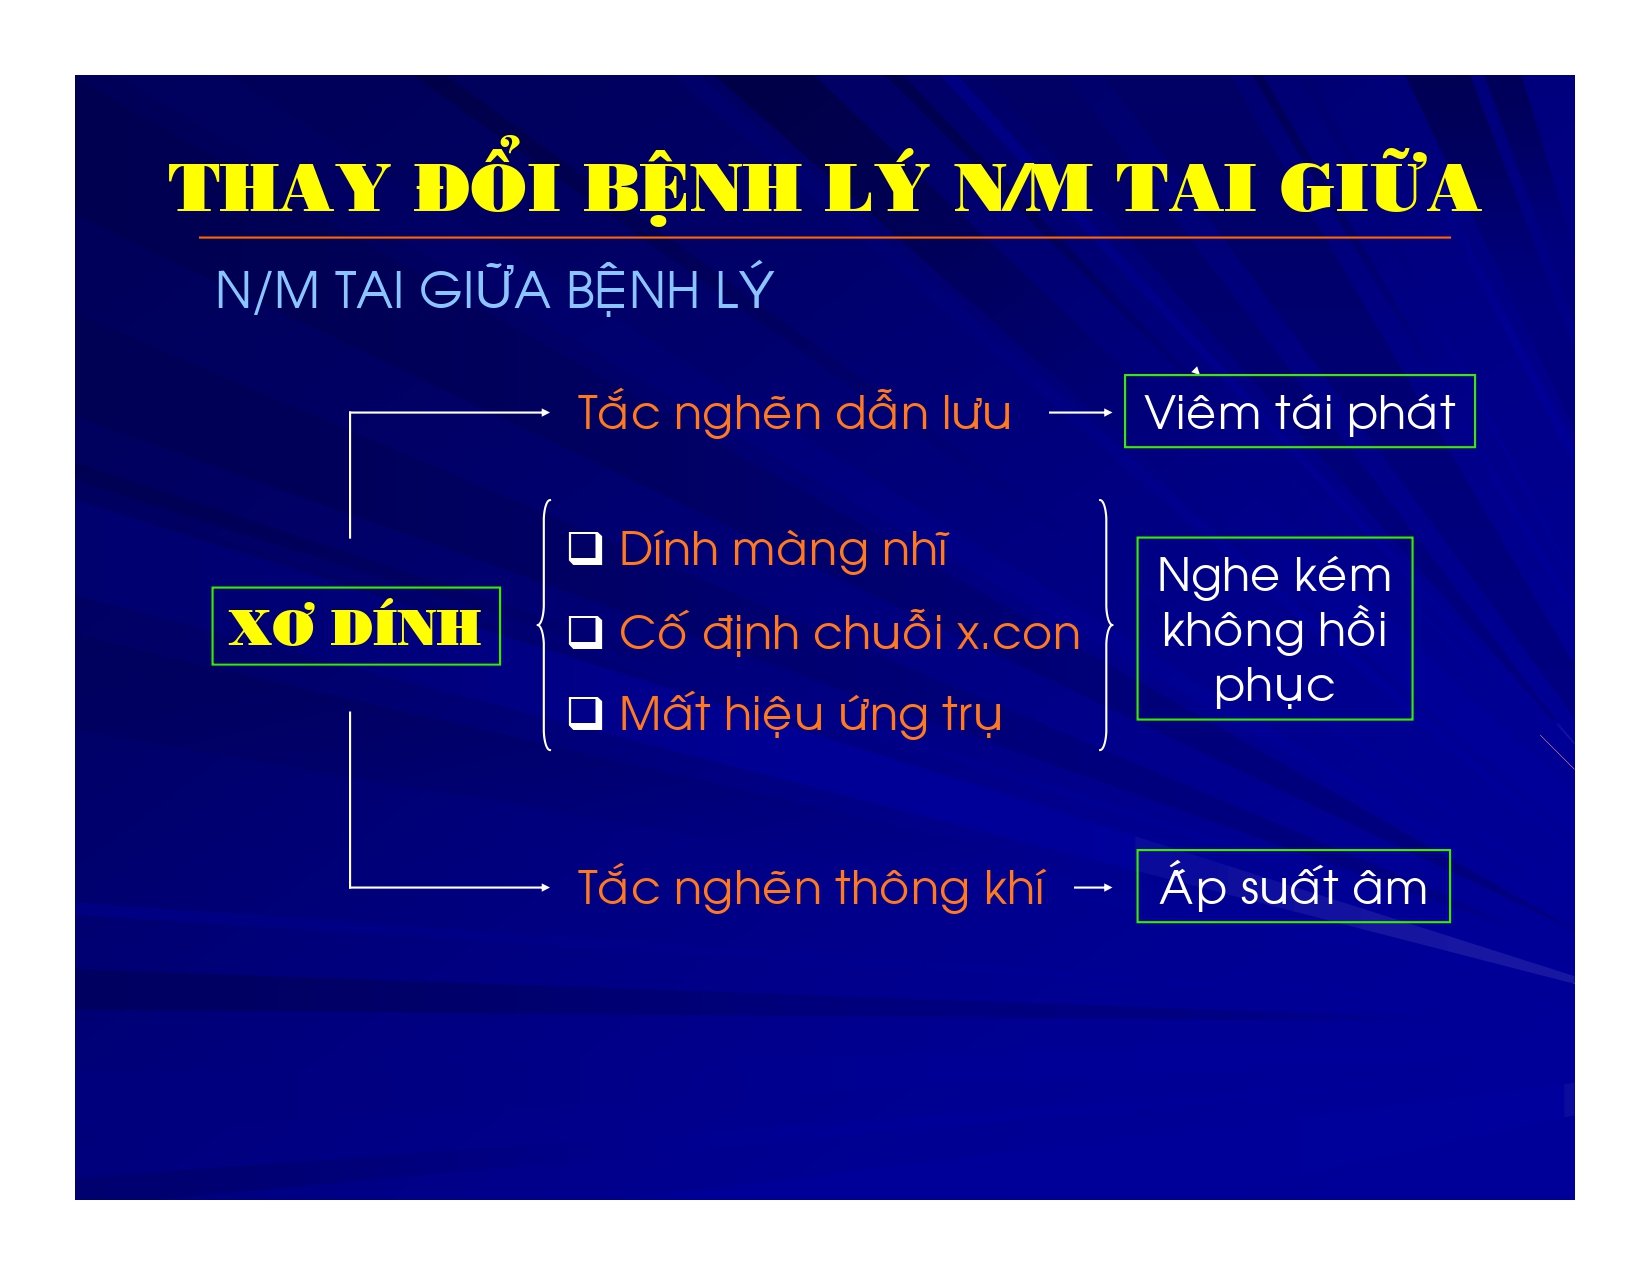 THAY ĐỔI BỆNH LÝ N/M TAI GIỮA
N/M TAI GIỮA BỆNH LÝ
Tắc nghẽn dẫn lưu
Viêm tái phát
XƠ DÍNH
Dính màng nhĩ
Cố định chuỗi x.con
Mất hiệu ứng trụ
Nghe kém
không hồi
phục
Tắc nghẽn thông khí
Áp suất âm